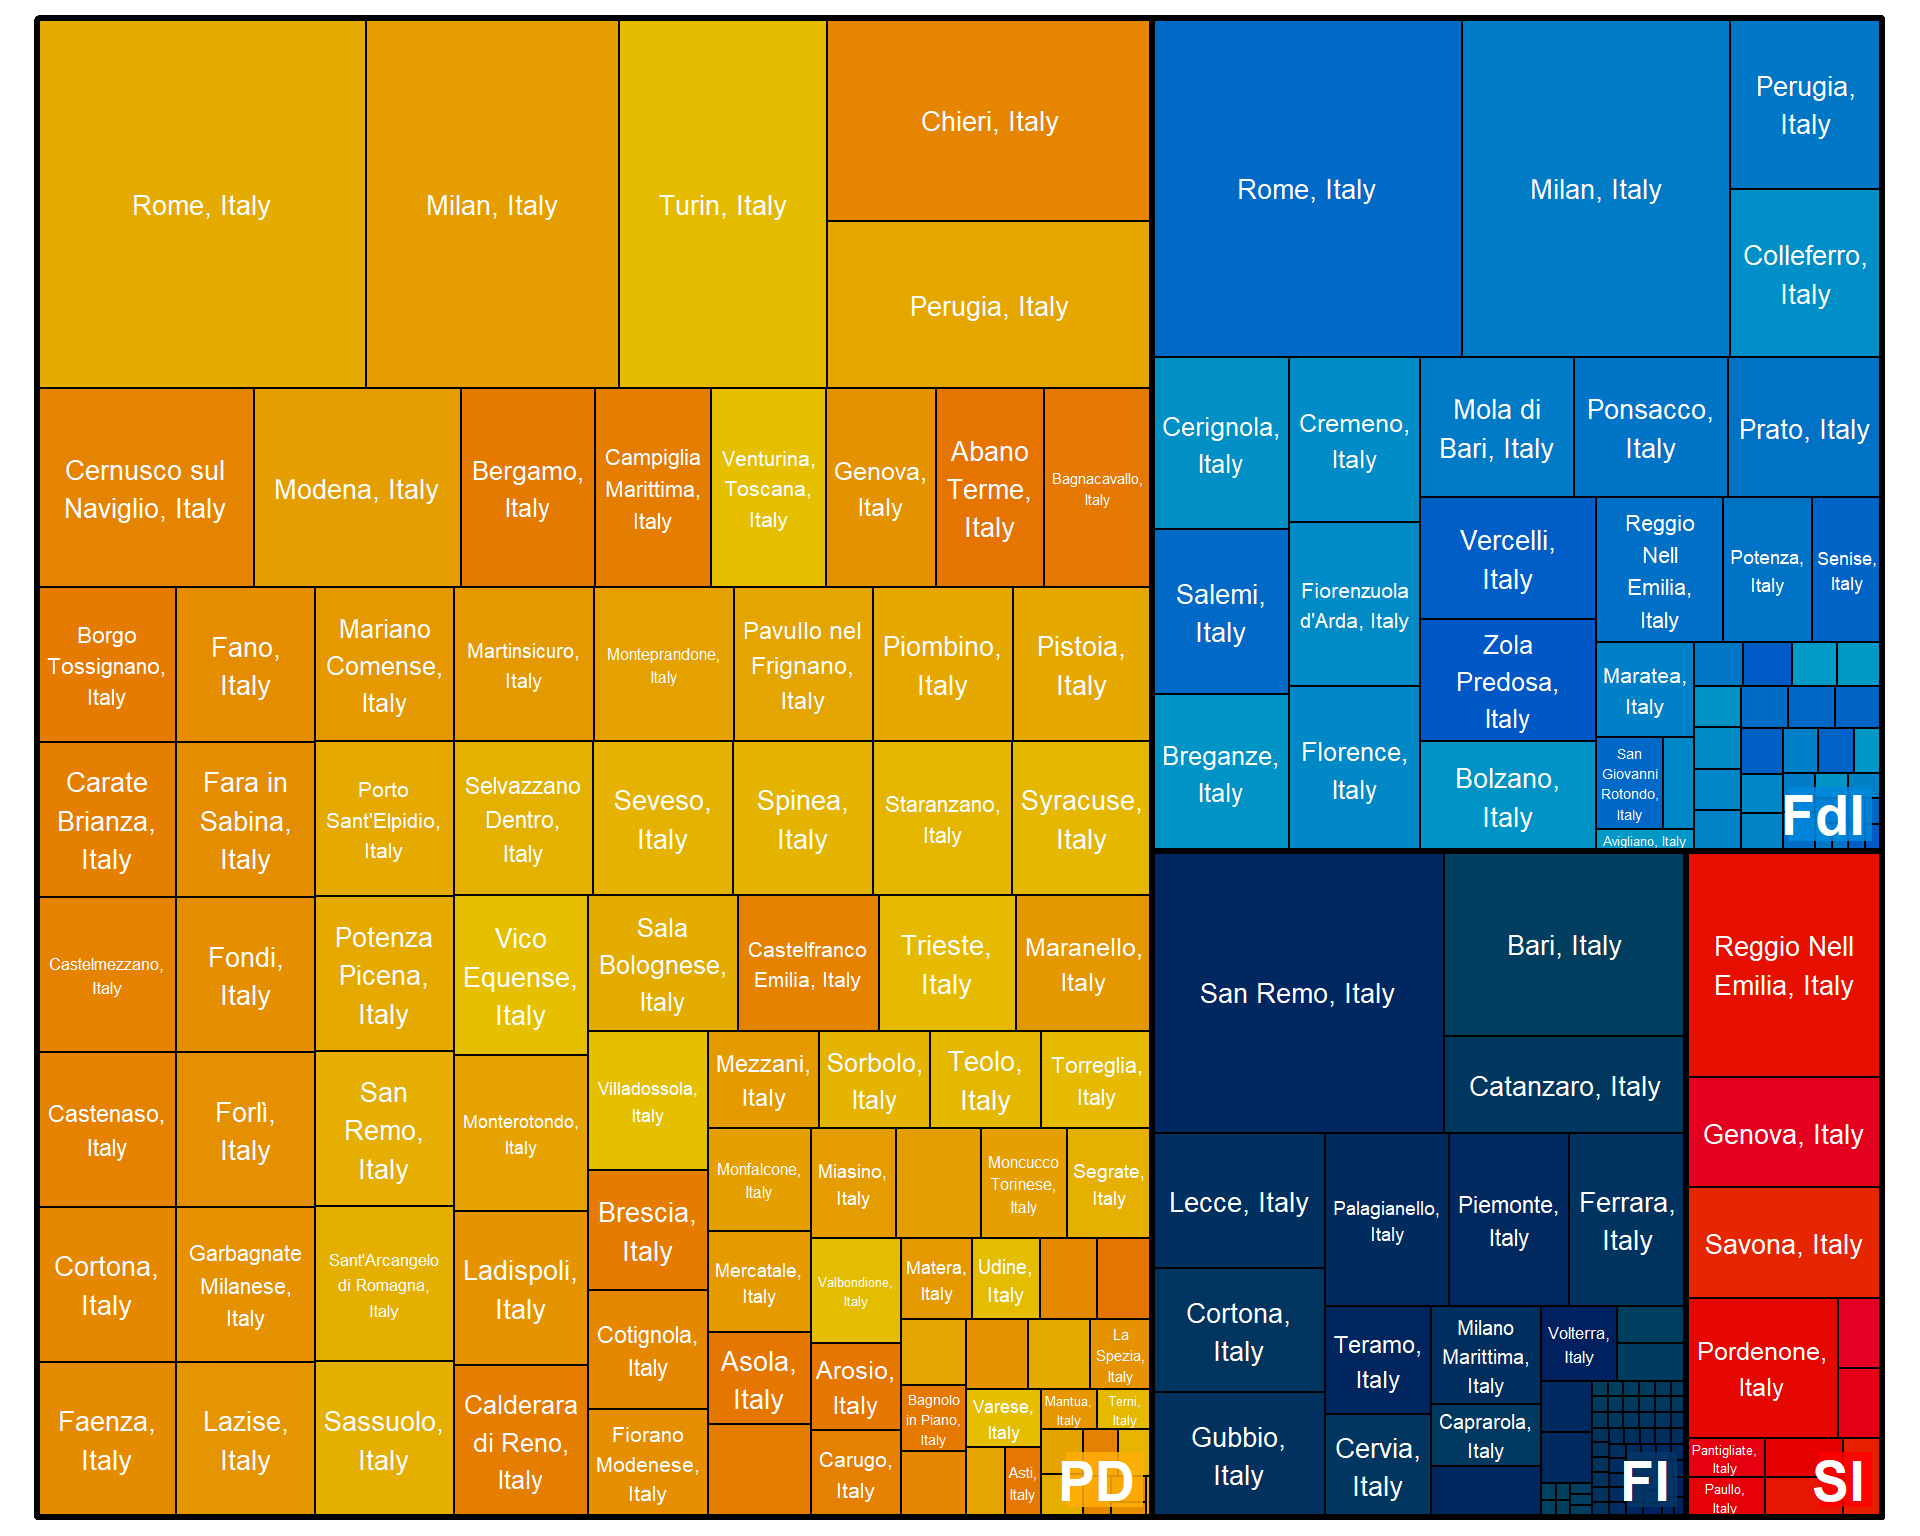 Rome, Italy
Milan, Italy
Turin, Italy
Chieri, Italy
Perugia, Italy
Cernusco sul
Naviglio, Italy
Modena, Italy
Bergamo,
Italy
Campiglia
Marittima,
Italy
Venturina,
Toscana,
Italy
Genova,
Italy
Abano
Terme,
Italy
Bagnacavallo,
Italy
Borgo
Tossignano,
Italy
Fano,
Italy
Mariano
Comense,
Italy
Martinsicuro,
Italy
Monteprandone,
Italy
Pavullo nel
Frignano,
Italy
Piombino,
Italy
Pistoia,
Italy
Carate
Brianza,
Italy
Fara in
Sabina,
Italy
Porto
Sant'Elpidio,
Italy
Selvazzano
Dentro,
Italy
Seveso,
Italy
Spinea,
Italy
Staranzano,
Italy
Syracuse,
Italy
Castelmezzano,
Italy
Fondi,
Italy
Potenza
Picena,
Italy
Vico
Equense,
Italy
Sala
Bolognese,
Italy
Castelfranco
Emilia, Italy
Trieste,
Italy
Maranello,
Italy
Castenaso,
Italy
Forlì,
Italy
San
Remo,
Italy
Monterotondo,
Italy
Villadossola,
Italy
Mezzani,
Italy
Sorbolo,
Italy
Teolo,
Italy
Torreglia,
Italy
Monfalcone,
Italy
Miasino,
Italy
Moncucco
Torinese,
Italy
Segrate,
Italy
Brescia,
Italy
Cortona,
Italy
Garbagnate
Milanese,
Italy
Sant'Arcangelo
di Romagna,
Italy
Ladispoli,
Italy
Mercatale,
Italy
Valbondione,
Italy
Matera,
Italy
Udine,
Italy
Cotignola,
Italy
Asola,
Italy
Arosio,
Italy
La
Spezia,
Italy
Faenza,
Italy
Lazise,
Italy
Sassuolo,
Italy
Calderara
di Reno,
Italy
Fiorano
Modenese,
Italy
Carugo,
Italy
Bagnolo
in Piano,
Italy
Varese,
Italy
Mantua,
Italy
Terni,
Italy
Asti,
Italy
PD
Rome, Italy
Milan, Italy
Perugia,
Italy
Colleferro,
Italy
Cerignola,
Italy
Cremeno,
Italy
Mola di
Bari, Italy
Ponsacco,
Italy
Prato, Italy
Salemi,
Italy
Fiorenzuola
d'Arda, Italy
Vercelli,
Italy
Reggio
Nell
Emilia,
Italy
Potenza,
Italy
Senise,
Italy
Zola
Predosa,
Italy
Maratea,
Italy
Breganze,
Italy
Florence,
Italy
Bolzano,
Italy
San
Giovanni
Rotondo,
Italy
Avigliano, Italy
FdI
San Remo, Italy
Bari, Italy
Catanzaro, Italy
Lecce, Italy
Palagianello,
Italy
Piemonte,
Italy
Ferrara,
Italy
Cortona,
Italy
Teramo,
Italy
Milano
Marittima,
Italy
Volterra,
Italy
Gubbio,
Italy
Cervia,
Italy
Caprarola,
Italy
FI
Reggio Nell
Emilia, Italy
Genova, Italy
Savona, Italy
Pordenone,
Italy
Pantigliate,
Italy
Paullo,
Italy
SI